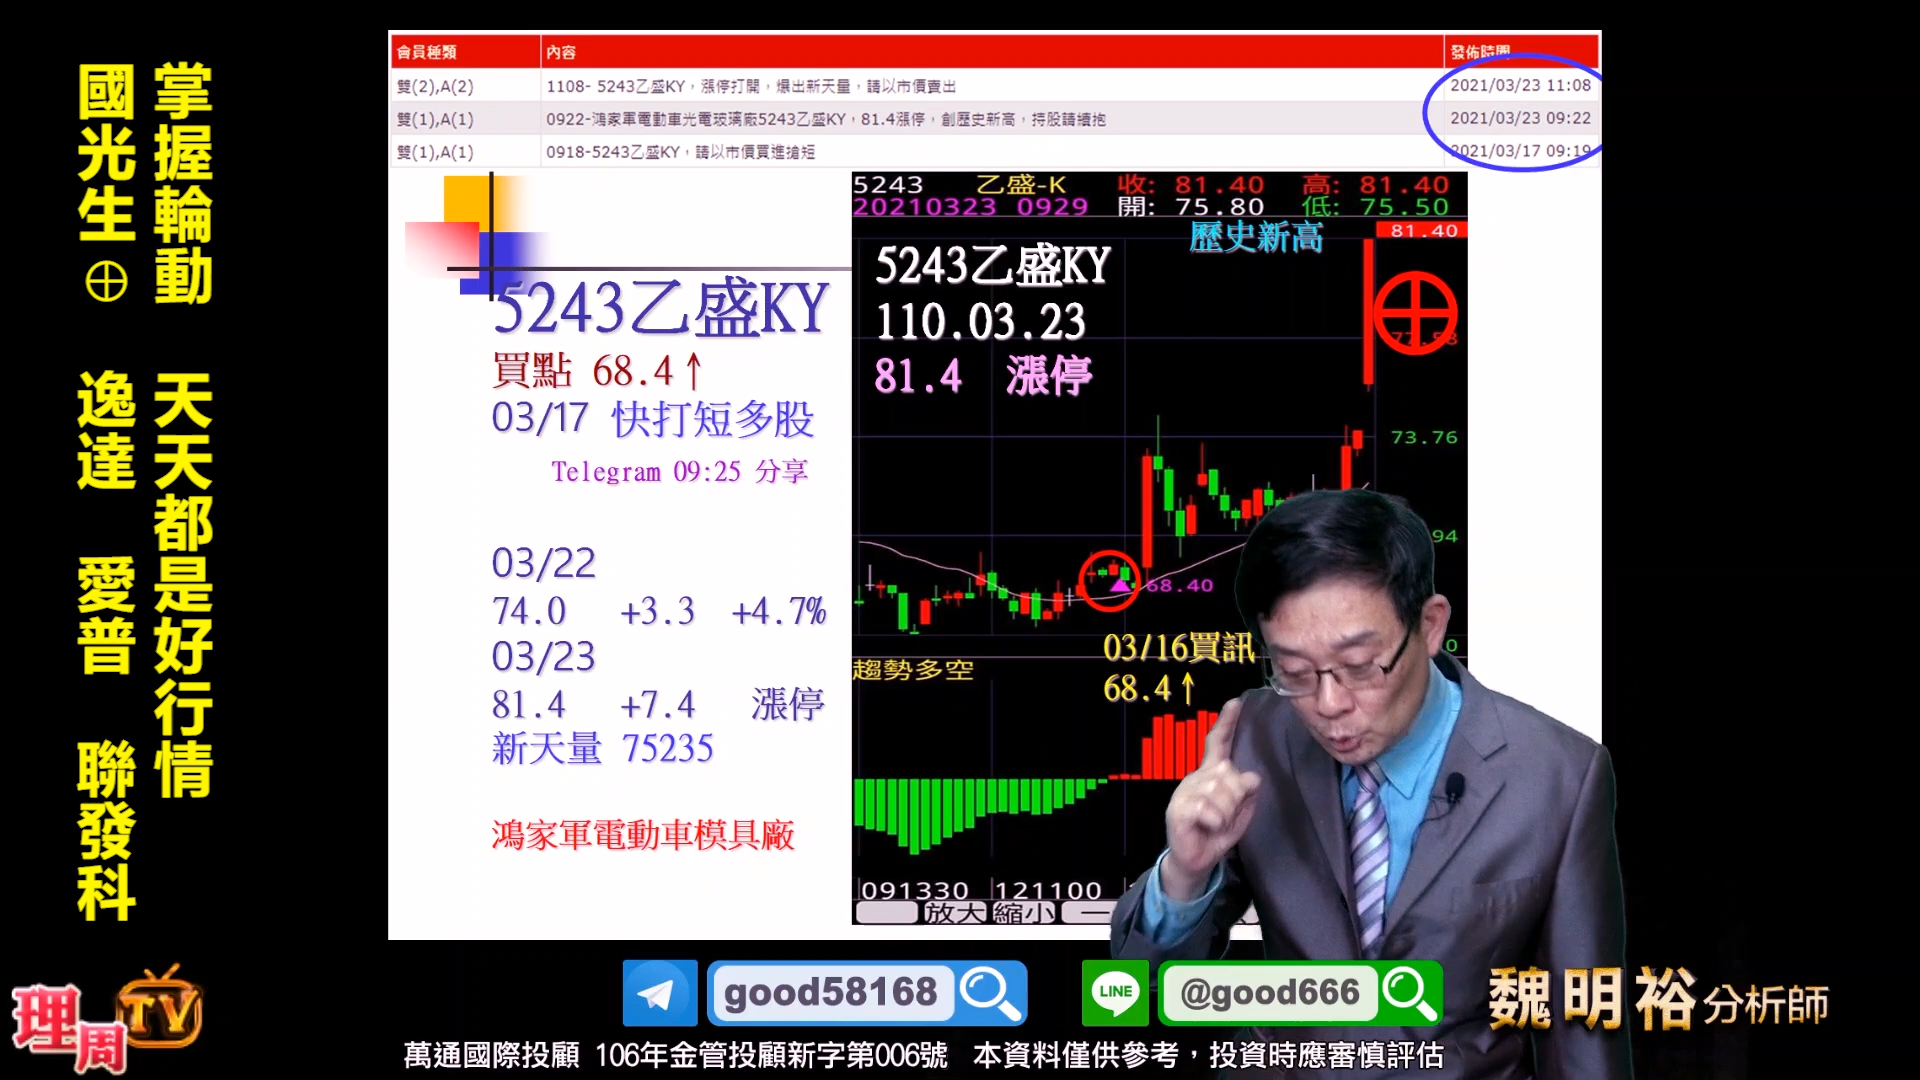 掌握輪動 天天都是好行情
國光生⊕ 逸達 愛普 聯發科
會員種類 內容 發佈時間
雙(2),A(2) 1108- 5243乙盛KY，漲停打開，爆出新天量，請以市價賣出 2021/03/23 11:08
雙(1),A(1) 0922-鴻家軍電動車光電玻璃廠5243乙盛KY，81.4漲停，創歷史新高，持股請續抱 2021/03/23 09:22
雙(1),A(1) 0918-5243乙盛KY，請以市價買進搶短 2021/03/17 09:19
5243乙盛KY
買點 68.4↑
03/17 快打短多股
Telegram 09:25 分享
03/22
74.0 +3.3 +4.7%
03/23
81.4 +7.4 漲停
新天量 75235
鴻家軍電動車模具廠
5243 乙盛-K 收: 81.40 高: 81.40
20210323 0929 開: 75.80 低: 75.50
歷史新高
81.40
5243乙盛KY
110.03.23
81.4 漲停
73.76
94
68.40
03/16買訊
68.4↑
0
趨勢多空
091330 121100
放大 縮小 一
理周TV
good58168
LINE
@good666
魏明裕分析師
萬通國際投顧 106年金管投顧新字第006號 本資料僅供參考，投資時應審慎評估